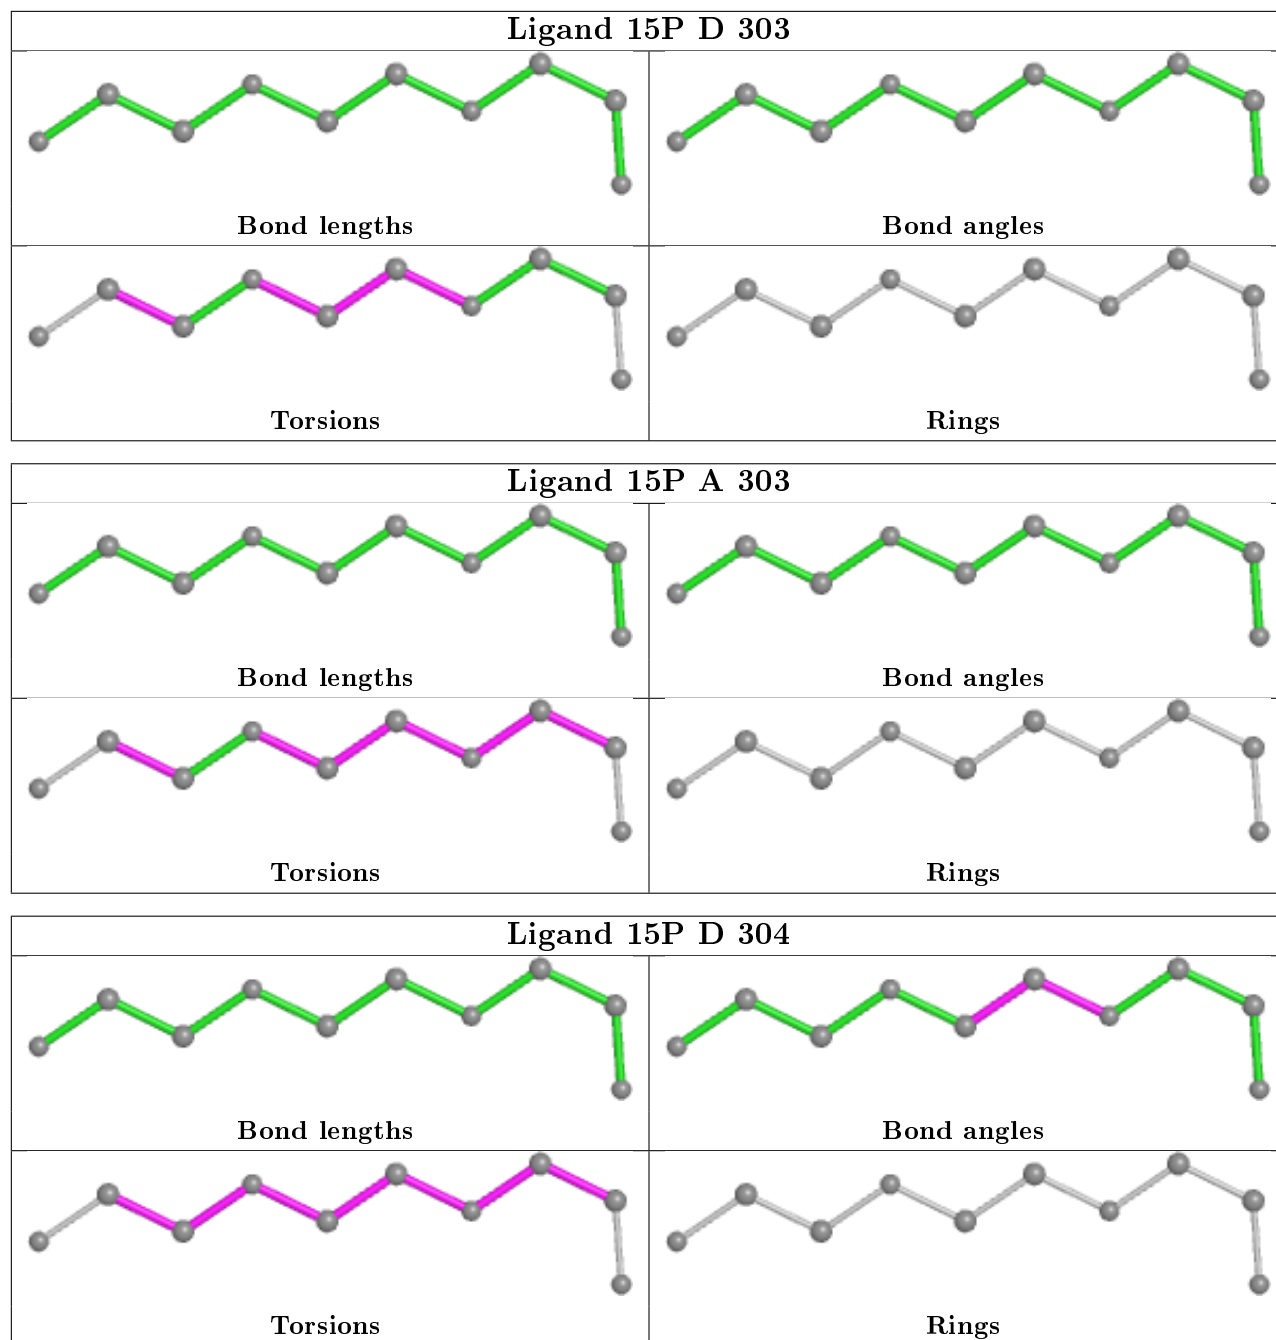 Ligand 15P D 303
Bond lengths
Bond angles
Torsions
Rings
Ligand 15P A 303
Bond lengths
Bond angles
Torsions
Rings
Ligand 15P D 304
Bond lengths
Bond angles
Torsions
Rings